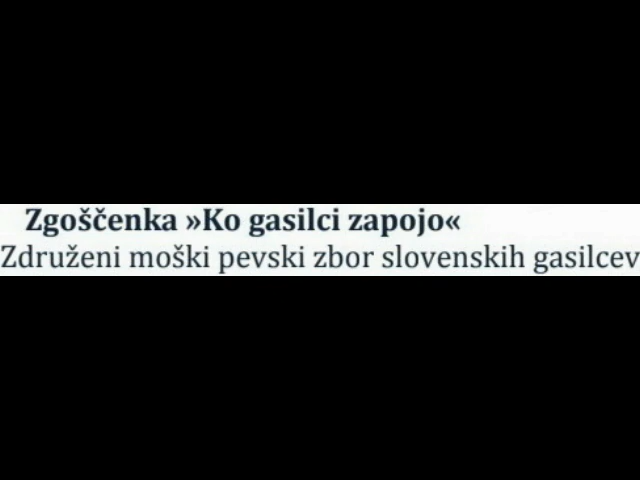 Zgoščenka »Ko gasilci zapojo«
Združeni moški pevski zbor slovenskih gasilcev